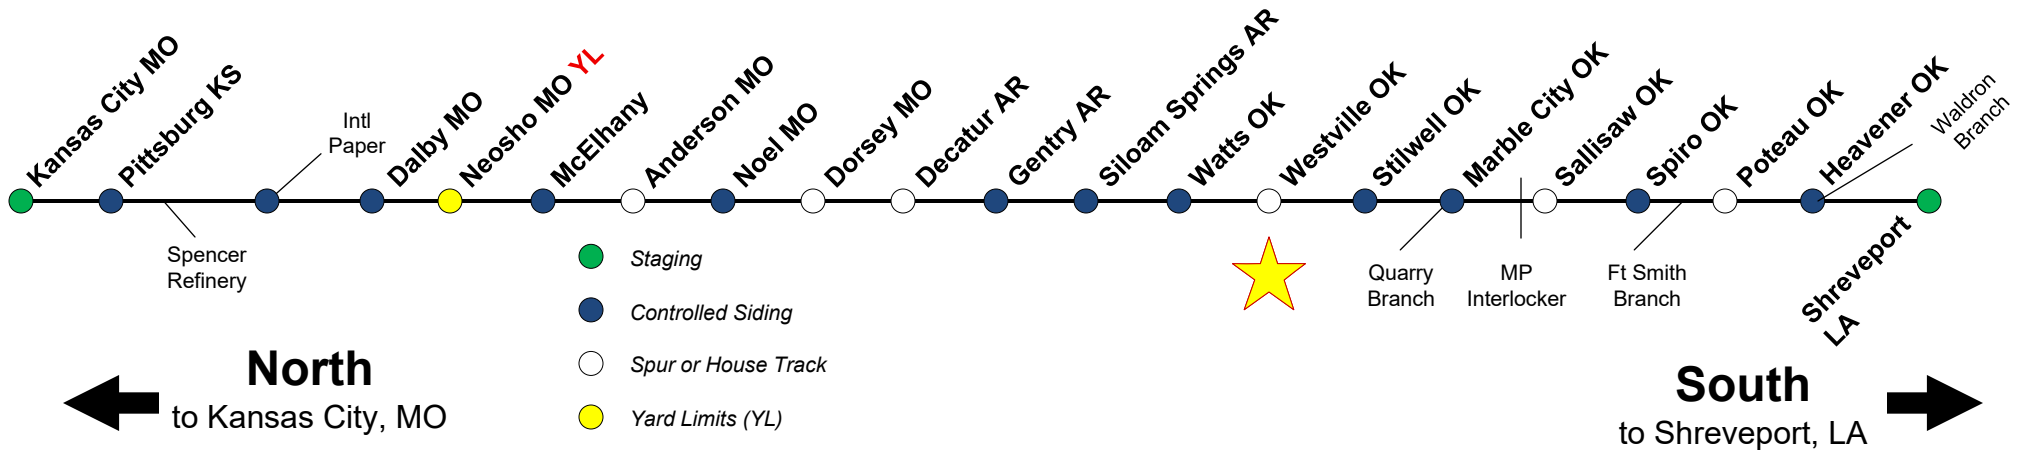 Kansas City MO
Pittsburg KS
Spencer
Refinery
Intl
Paper
Dalby MO
Neosho MO YL
McElhany
Anderson MO
Noel MO
Dorsey MO
Decatur AR
Gentry AR
Siloam Springs AR
Watts OK
Westville OK
Stilwell OK
Marble City OK
Sallisaw OK
Spiro OK
Poteau OK
Heavener OK
Waldron
Branch
Quarry
Branch
MP
Interlocker
Ft Smith
Branch
Shreveport
LA
Staging
Controlled Siding
Spur or House Track
Yard Limits (YL)
North
to Kansas City, MO
South
to Shreveport, LA